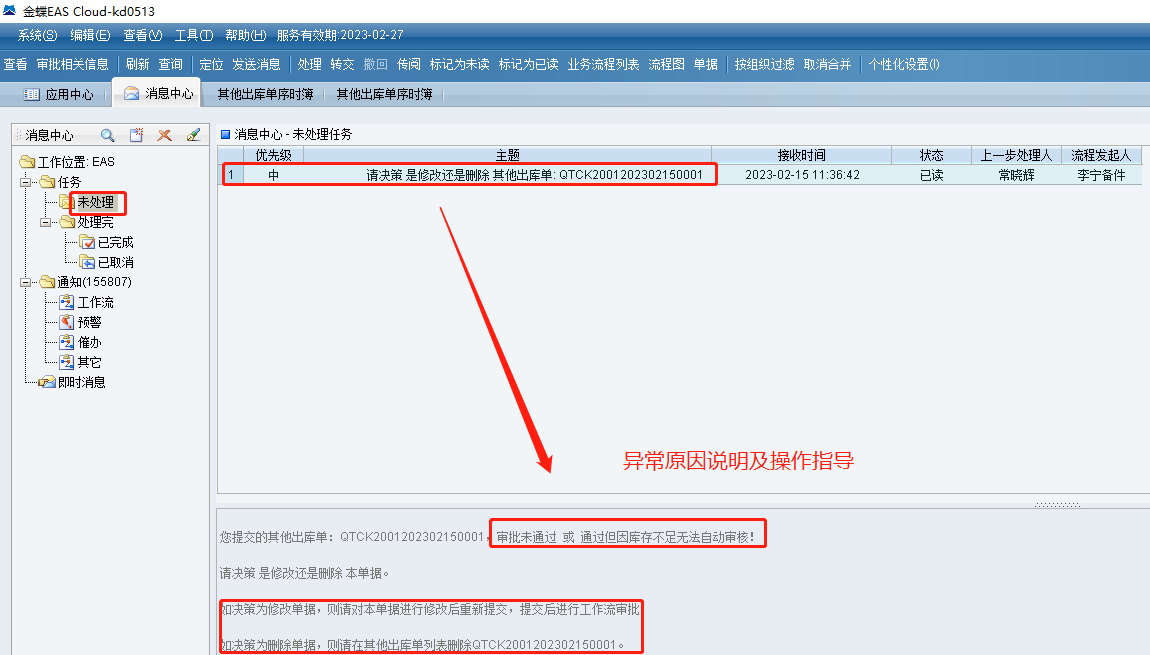 金蝶EAS Cloud-kd0513
系统(S) 编辑(E) 查看(V) 工具(T) 帮助(H) 服务有效期:2023-02-27
查看 审批相关信息 刷新 查询 定位 发送消息 处理 转交 撤回 传阅 标记为未读 标记为已读 业务流程列表 流程图 单据 按组织过滤 取消合并 个性化设置(I)
应用中心 消息中心 其他出库单序时簿 其他出库单序时簿
消息中心
工作位置: EAS
任务
未处理
处理完
已完成
已取消
通知(155807)
工作流
预警
催办
其它
即时消息
消息中心 - 未处理任务
优先级 主题 接收时间 状态 上一步处理人 流程发起人
1 中 请决策 是修改还是删除 其他出库单: QTCK2001202302150001 2023-02-15 11:36:42 已读 常晓辉 李宁备件
异常原因说明及操作指导
您提交的其他出库单：QTCK2001202302150001，审批未通过 或 通过但因库存不足无法自动审核！
请决策 是修改还是删除 本单据。
如决策为修改单据，则请对本单据进行修改后重新提交，提交后进行工作流审批
如决策为删除单据，则请在其他出库单列表删除QTCK2001202302150001。